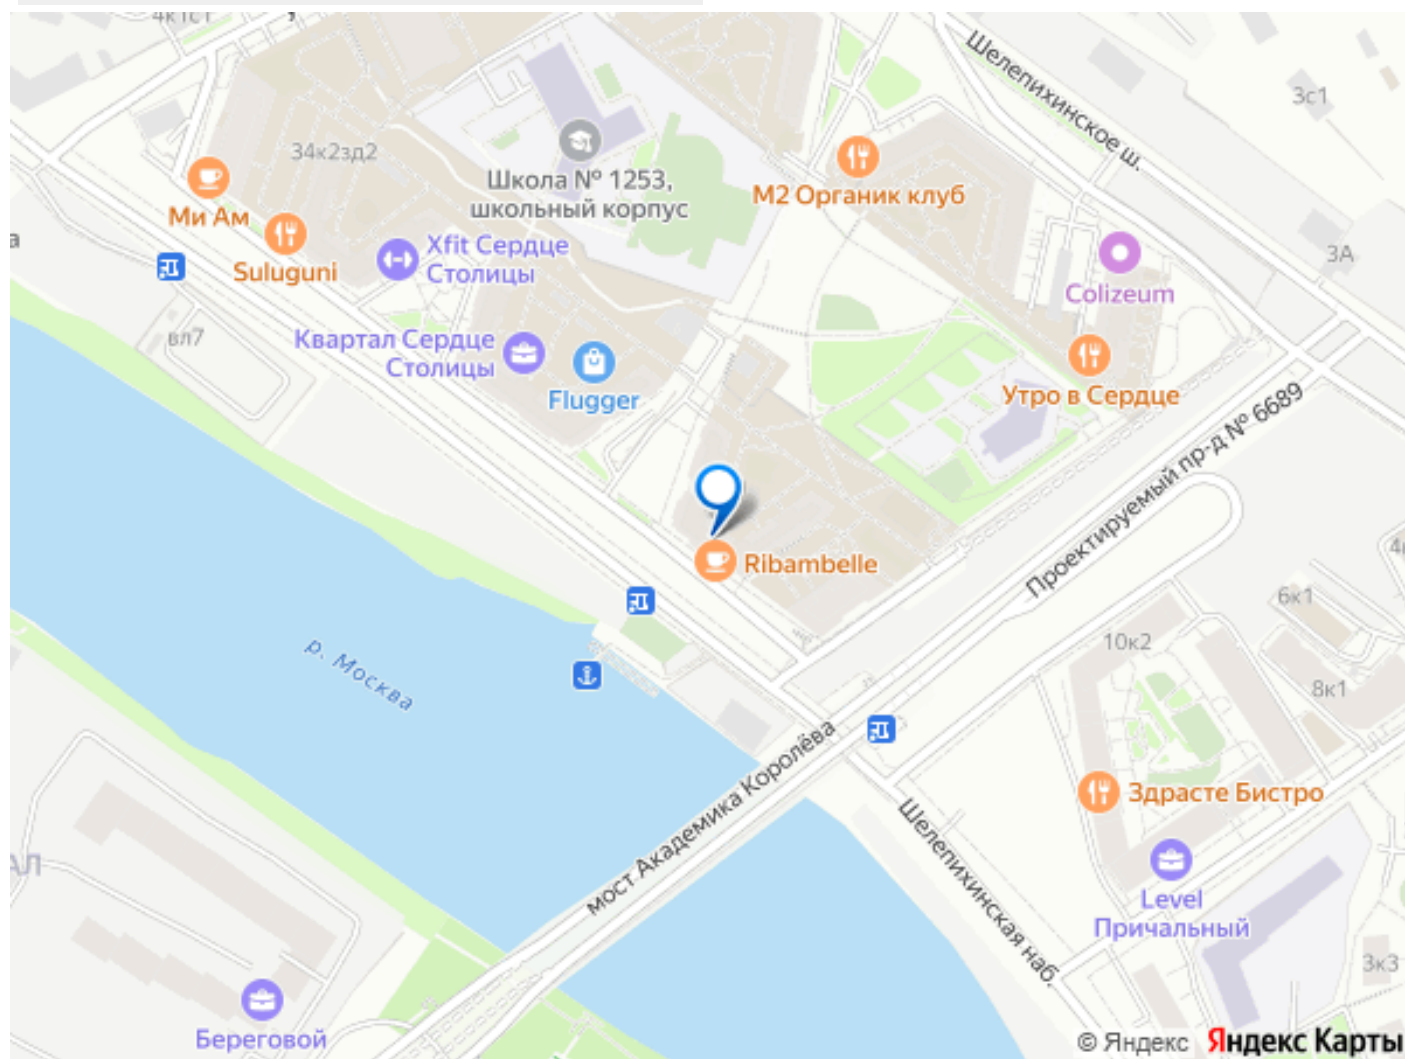 4к1с1
Шелепихинское ш.
3с1
34к2зд2
Школа № 1253,
школьный корпус
М2 Органик клуб
Ми Ам
Suluguni
Xfit Сердце
Столицы
3А
Colizeum
а
вл7
Квартал Сердце
Столицы
Flugger
Утро в Сердце
Проектируемый пр-д № 6689
Ribambelle
6к1
10к2
8к1
р. Москва
мост Академика Королёва
Здрасте Бистро
Шелепихинская наб.
АЛ
Level
Причальный
3к3
Береговой
© Яндекс Яндекс Карты